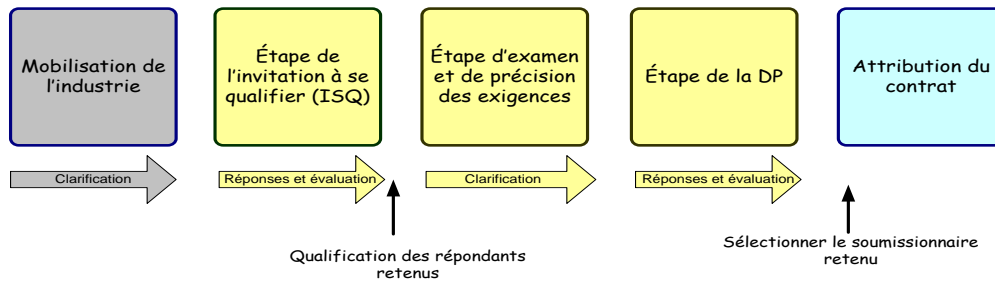 Mobilisation de
l'industrie
Étape de
l'invitation à se
qualifier (ISQ)
Étape d'examen
et de précision
des exigences
Étape de la DP
Attribution du
contrat
Clarification
Réponses et évaluation
Clarification
Réponses et évaluation
Qualification des répondants
retenus
Sélectionner le soumissionnaire
retenu